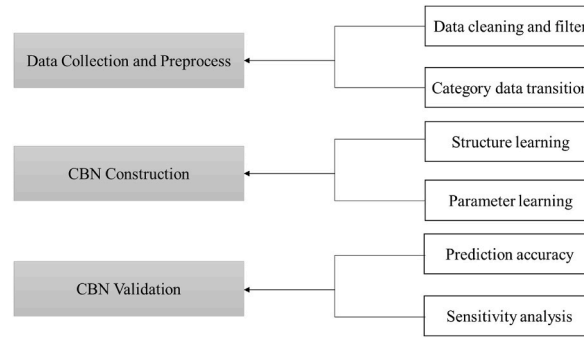 Data cleaning and filter
Data Collection and Preprocess
Category data transition
Structure learning
CBN Construction
Parameter learning
Prediction accuracy
CBN Validation
Sensitivity analysis